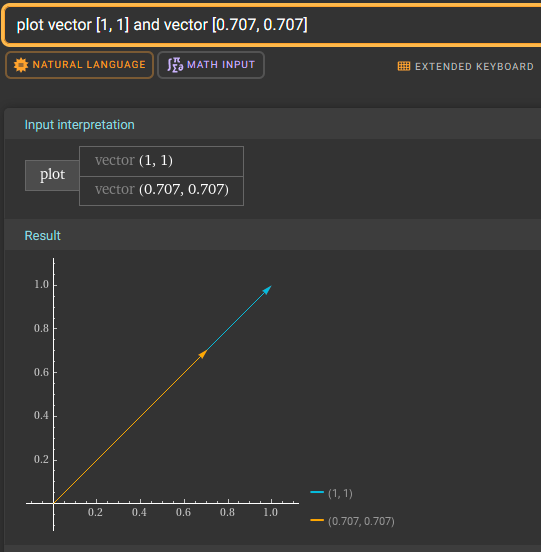 plot vector [1, 1] and vector [0.707, 0.707]
NATURAL LANGUAGE
∫Σπ∂ MATH INPUT
EXTENDED KEYBOARD
Input interpretation
plot
vector (1, 1)
vector (0.707, 0.707)
Result
1.0
0.8
0.6
0.4
0.2
0.2 0.4 0.6 0.8 1.0
(1, 1)
(0.707, 0.707)